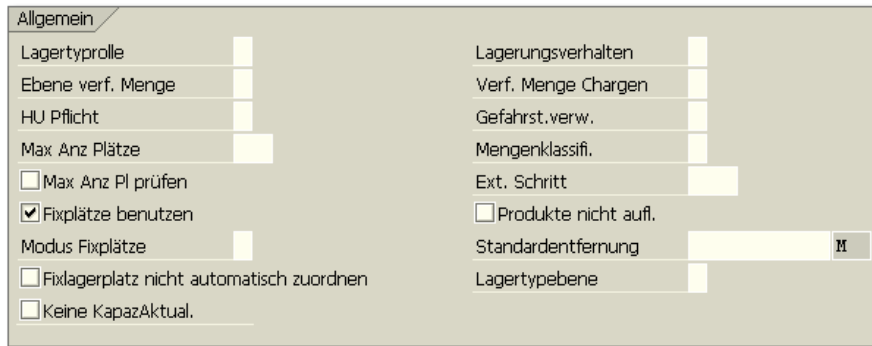 Allgemein
Lagertyprolle
Lagerungsverhalten
Ebene verf. Menge
Verf. Menge Chargen
HU Pflicht
Gefahrst.verw.
Max Anz Plätze
Mengenklassifi.
Max Anz Pl prüfen
Ext. Schritt
Fixplätze benutzen
Produkte nicht aufl.
Modus Fixplätze
Standardentfernung M
Fixlagerplatz nicht automatisch zuordnen
Lagertypebene
Keine KapazAktual.